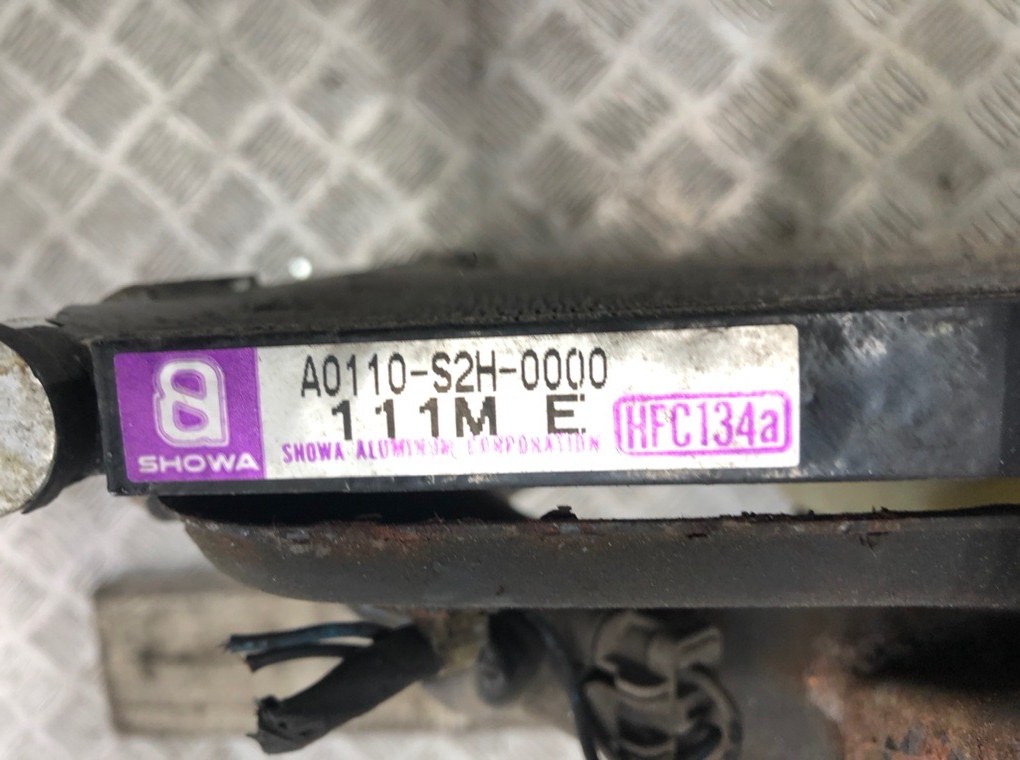 A0110-S2H-0000
111M E
SHOWA ALUMINUM CORPORATION
HFC134a
SHOWA